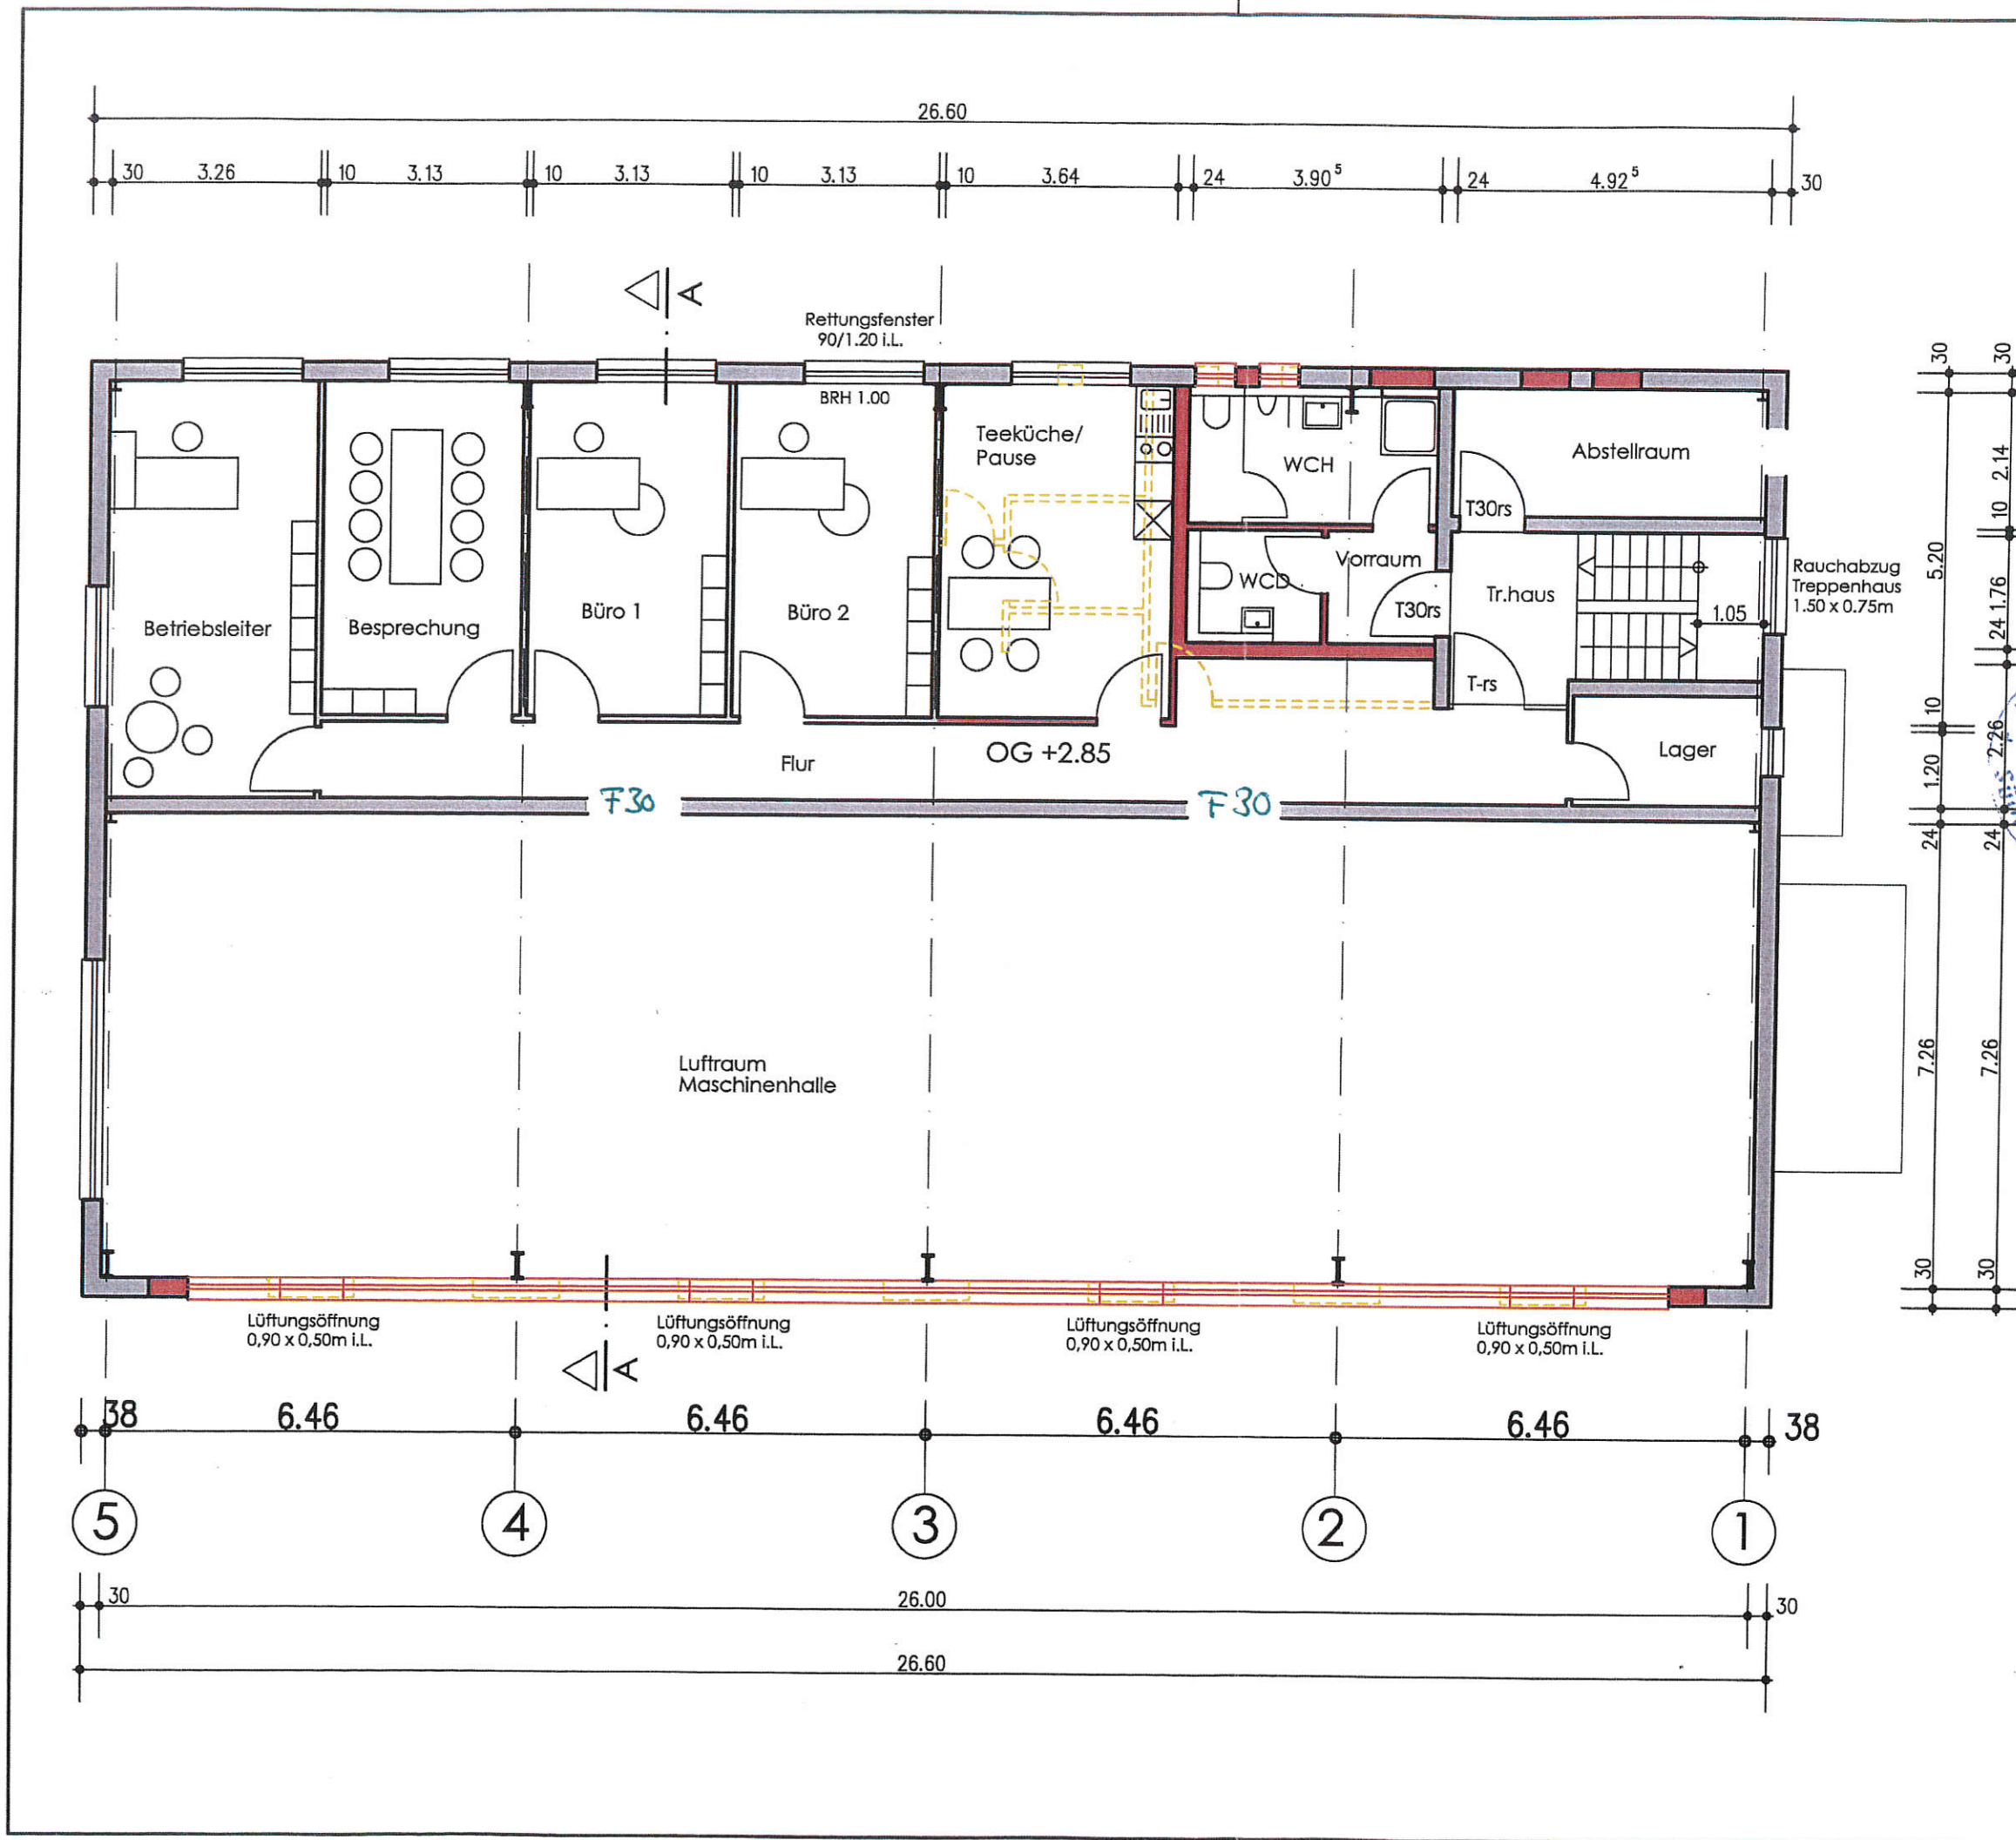 26.60
30 3.26 10 3.13 10 3.13 10 3.13 10 3.64 24 3.90⁵ 24 4.92⁵ 30
A
Rettungsfenster
90/1.20 i.L.
BRH 1.00
Teeküche/
Pause
WCH
Abstellraum
T30rs
WCD
Vorraum
T30rs
Tr.haus
1.05
Rauchabzug
Treppenhaus
1.50 x 0.75m
Betriebsleiter
Besprechung
Büro 1
Büro 2
T-rs
Lager
Flur
OG +2.85
F30
F30
Luftraum
Maschinenhalle
30 5.20 10 1.20 24 7.26 30
30 2.14 10 1.76 24 2.26 24 7.26 30
Lüftungsöffnung
0,90 x 0,50m i.L.
Lüftungsöffnung
0,90 x 0,50m i.L.
Lüftungsöffnung
0,90 x 0,50m i.L.
Lüftungsöffnung
0,90 x 0,50m i.L.
A
38 6.46 6.46 6.46 6.46 38
5 4 3 2 1
30 26.00 30
26.60